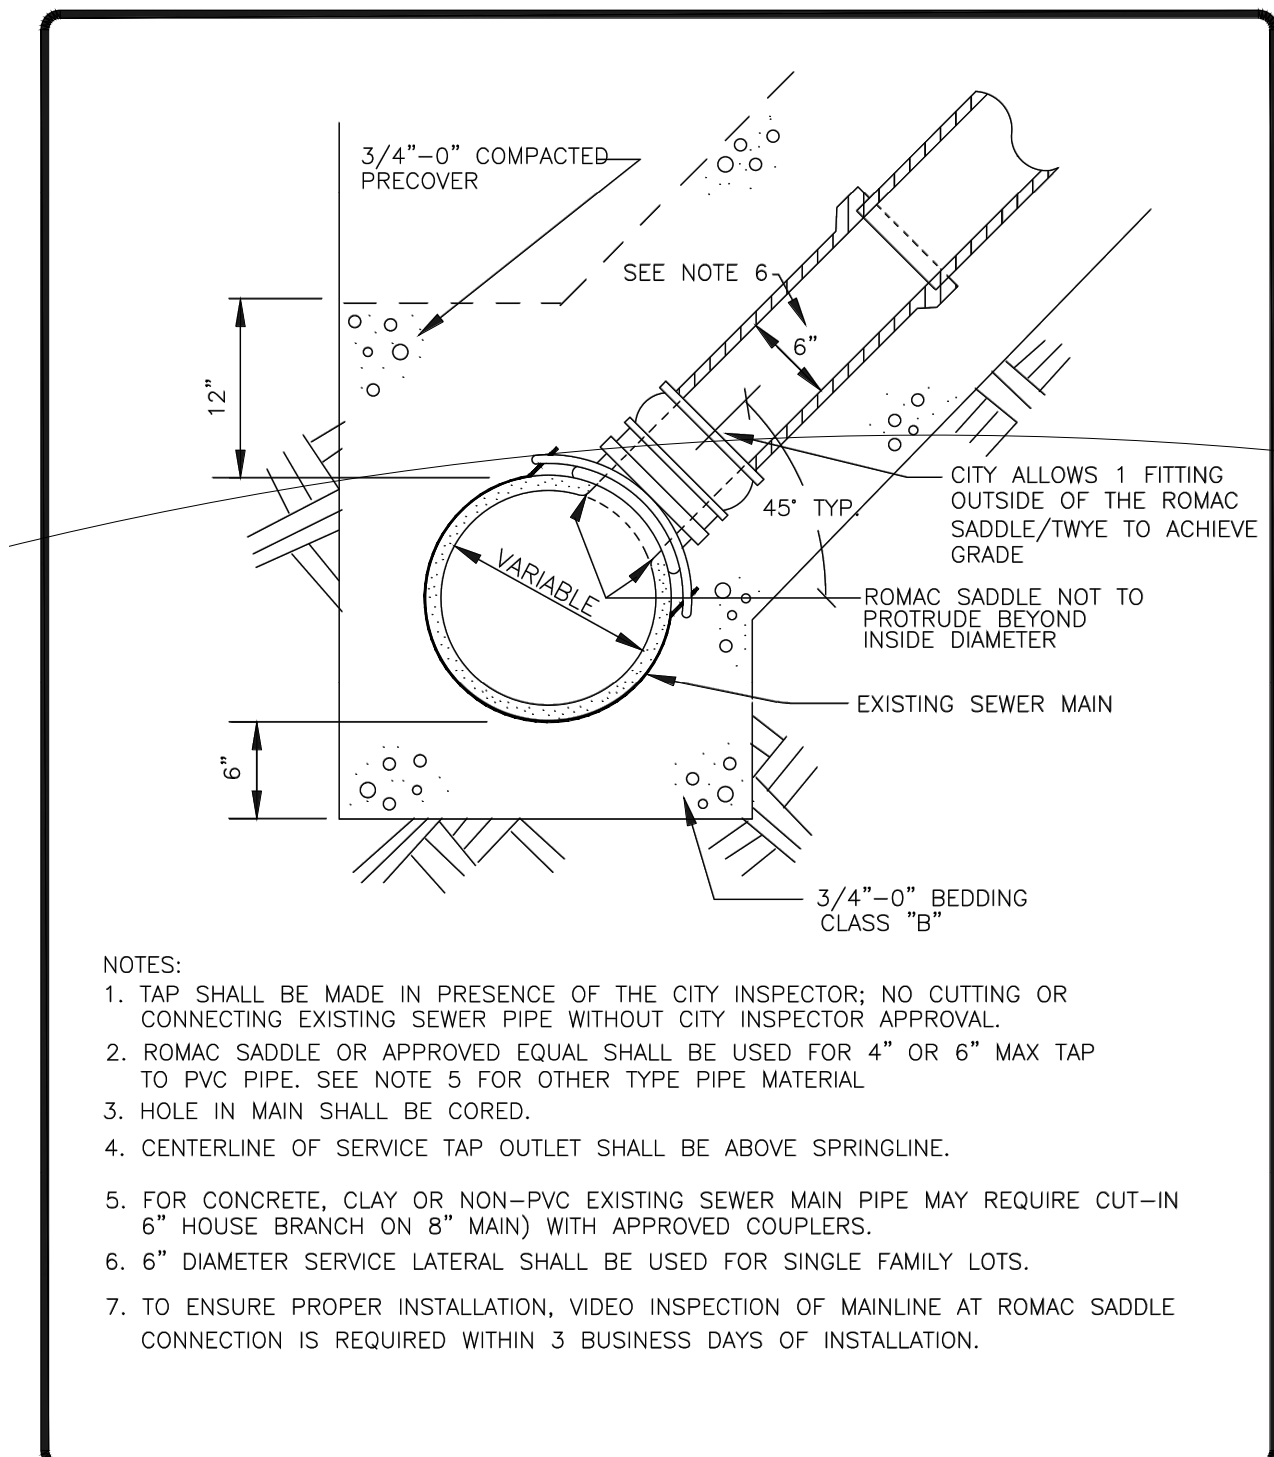 3/4"-0" COMPACTED
PRECOVER
SEE NOTE 6
6"
12"
CITY ALLOWS 1 FITTING
OUTSIDE OF THE ROMAC
SADDLE/TWYE TO ACHIEVE
GRADE
45° TYP.
VARIABLE
ROMAC SADDLE NOT TO
PROTRUDE BEYOND
INSIDE DIAMETER
EXISTING SEWER MAIN
6"
3/4"-0" BEDDING
CLASS "B"
NOTES:
1. TAP SHALL BE MADE IN PRESENCE OF THE CITY INSPECTOR; NO CUTTING OR
CONNECTING EXISTING SEWER PIPE WITHOUT CITY INSPECTOR APPROVAL.
2. ROMAC SADDLE OR APPROVED EQUAL SHALL BE USED FOR 4" OR 6" MAX TAP
TO PVC PIPE. SEE NOTE 5 FOR OTHER TYPE PIPE MATERIAL
3. HOLE IN MAIN SHALL BE CORED.
4. CENTERLINE OF SERVICE TAP OUTLET SHALL BE ABOVE SPRINGLINE.
5. FOR CONCRETE, CLAY OR NON-PVC EXISTING SEWER MAIN PIPE MAY REQUIRE CUT-IN
6" HOUSE BRANCH ON 8" MAIN) WITH APPROVED COUPLERS.
6. 6" DIAMETER SERVICE LATERAL SHALL BE USED FOR SINGLE FAMILY LOTS.
7. TO ENSURE PROPER INSTALLATION, VIDEO INSPECTION OF MAINLINE AT ROMAC SADDLE
CONNECTION IS REQUIRED WITHIN 3 BUSINESS DAYS OF INSTALLATION.